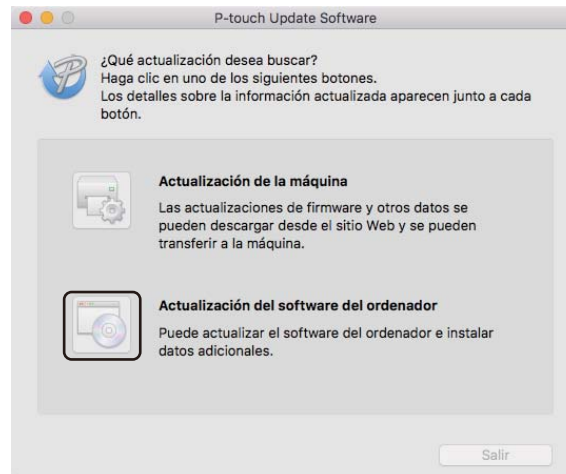 P-touch Update Software
¿Qué actualización desea buscar?
Haga clic en uno de los siguientes botones.
Los detalles sobre la información actualizada aparecen junto a cada
botón.
Actualización de la máquina
Las actualizaciones de firmware y otros datos se
pueden descargar desde el sitio Web y se pueden
transferir a la máquina.
Actualización del software del ordenador
Puede actualizar el software del ordenador e instalar
datos adicionales.
Salir